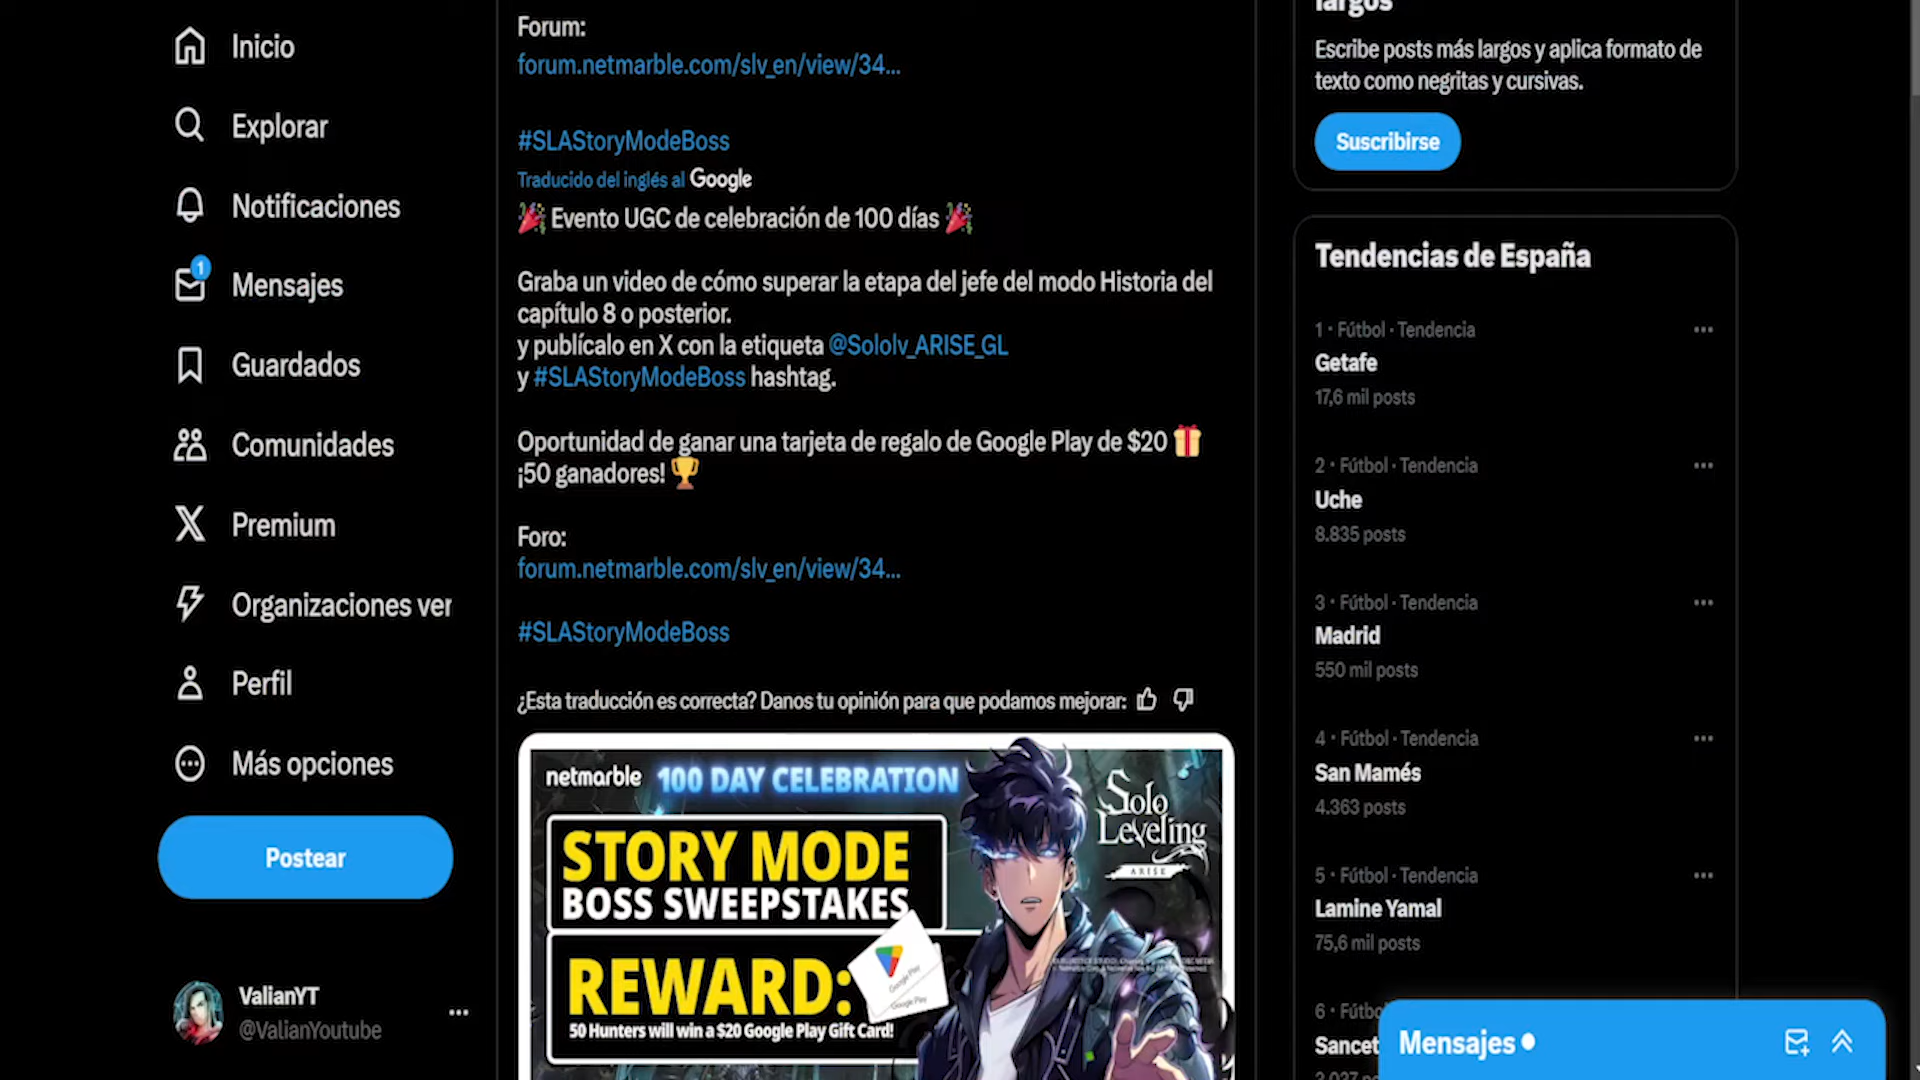 Inicio
Explorar
Notificaciones
1
Mensajes
Guardados
Comunidades
Premium
Organizaciones ver
Perfil
Más opciones
Postear
ValianYT
@ValianYoutube
Forum:
forum.netmarble.com/slv_en/view/34...
#SLAStoryModeBoss
Traducido del inglés al Google
Evento UGC de celebración de 100 días
Graba un video de cómo superar la etapa del jefe del modo Historia del
capítulo 8 o posterior.
y publícalo en X con la etiqueta @Sololv_ARISE_GL
y #SLAStoryModeBoss hashtag.
Oportunidad de ganar una tarjeta de regalo de Google Play de $20
¡50 ganadores!
Foro:
forum.netmarble.com/slv_en/view/34...
#SLAStoryModeBoss
¿Esta traducción es correcta? Danos tu opinión para que podamos mejorar:
netmarble 100 DAY CELEBRATION
STORY MODE
BOSS SWEEPSTAKES
REWARD:
Google Play
Google Play
50 Hunters will win a $20 Google Play Gift Card!
Solo
Leveling
ARISE
largos
Escribe posts más largos y aplica formato de
texto como negritas y cursivas.
Suscribirse
Tendencias de España
1 · Fútbol · Tendencia
Getafe
17,6 mil posts
2 · Fútbol · Tendencia
Uche
8.835 posts
3 · Fútbol · Tendencia
Madrid
550 mil posts
4 · Fútbol · Tendencia
San Mamés
4.363 posts
5 · Fútbol · Tendencia
Lamine Yamal
75,6 mil posts
6 · Fútbo
Sancet
Mensajes